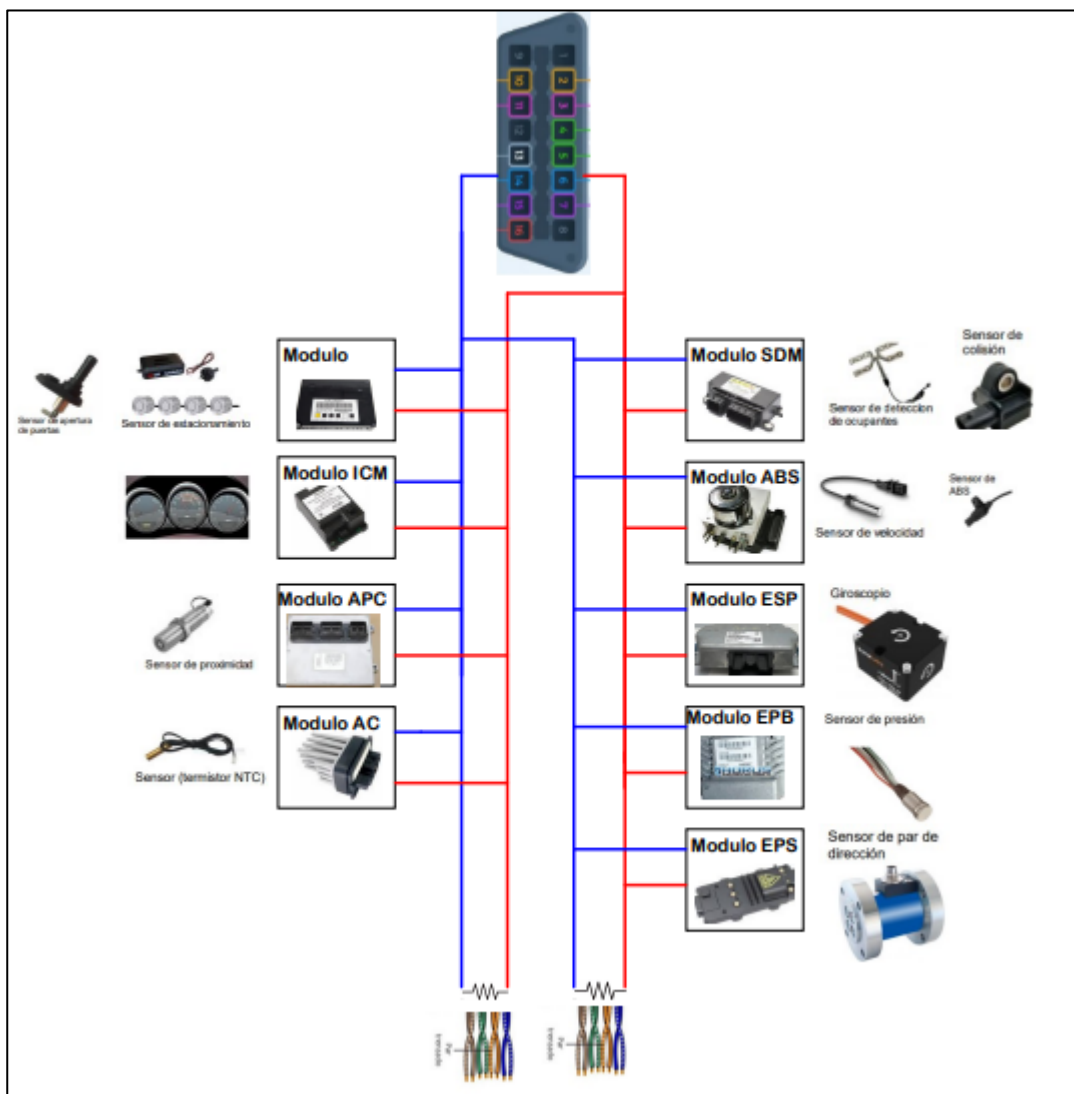 9
1
10
2
11
3
12
4
13
5
14
6
15
7
16
8
Modulo
Sensor de apertura
de puertas
Sensor de estacionamiento
Modulo SDM
Sensor de deteccion
de ocupantes
Sensor de
colisión
Modulo ICM
Modulo ABS
Sensor de velocidad
Sensor de
ABS
Modulo APC
Sensor de proximidad
Modulo ESP
Giroscopio
Modulo AC
Sensor (termistor NTC)
Modulo EPB
Sensor de presión
Modulo EPS
Sensor de par de
dirección
Par
trenzado
Par
trenzado